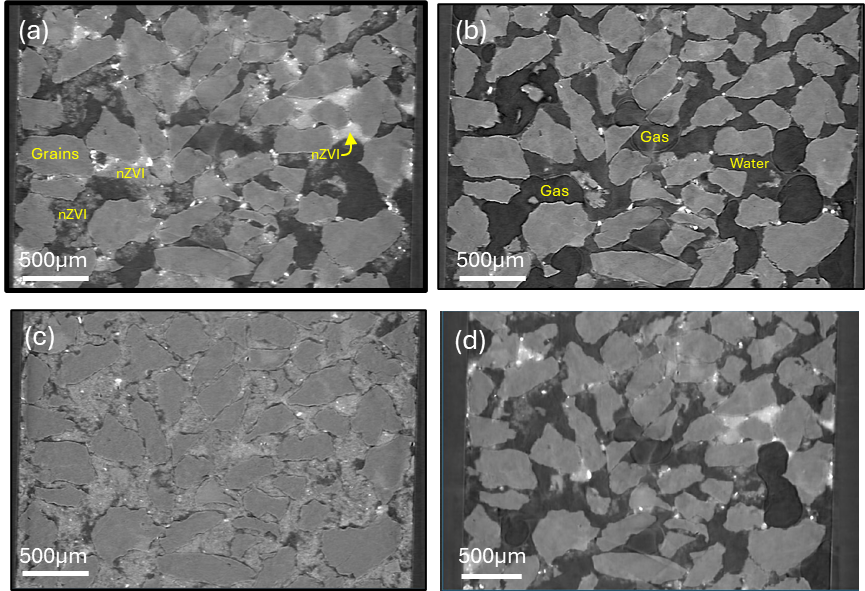 (a)
Grains
nZVI
nZVI
nZVI
500µm
(b)
Gas
Water
Gas
500µm
(c)
500µm
(d)
500µm